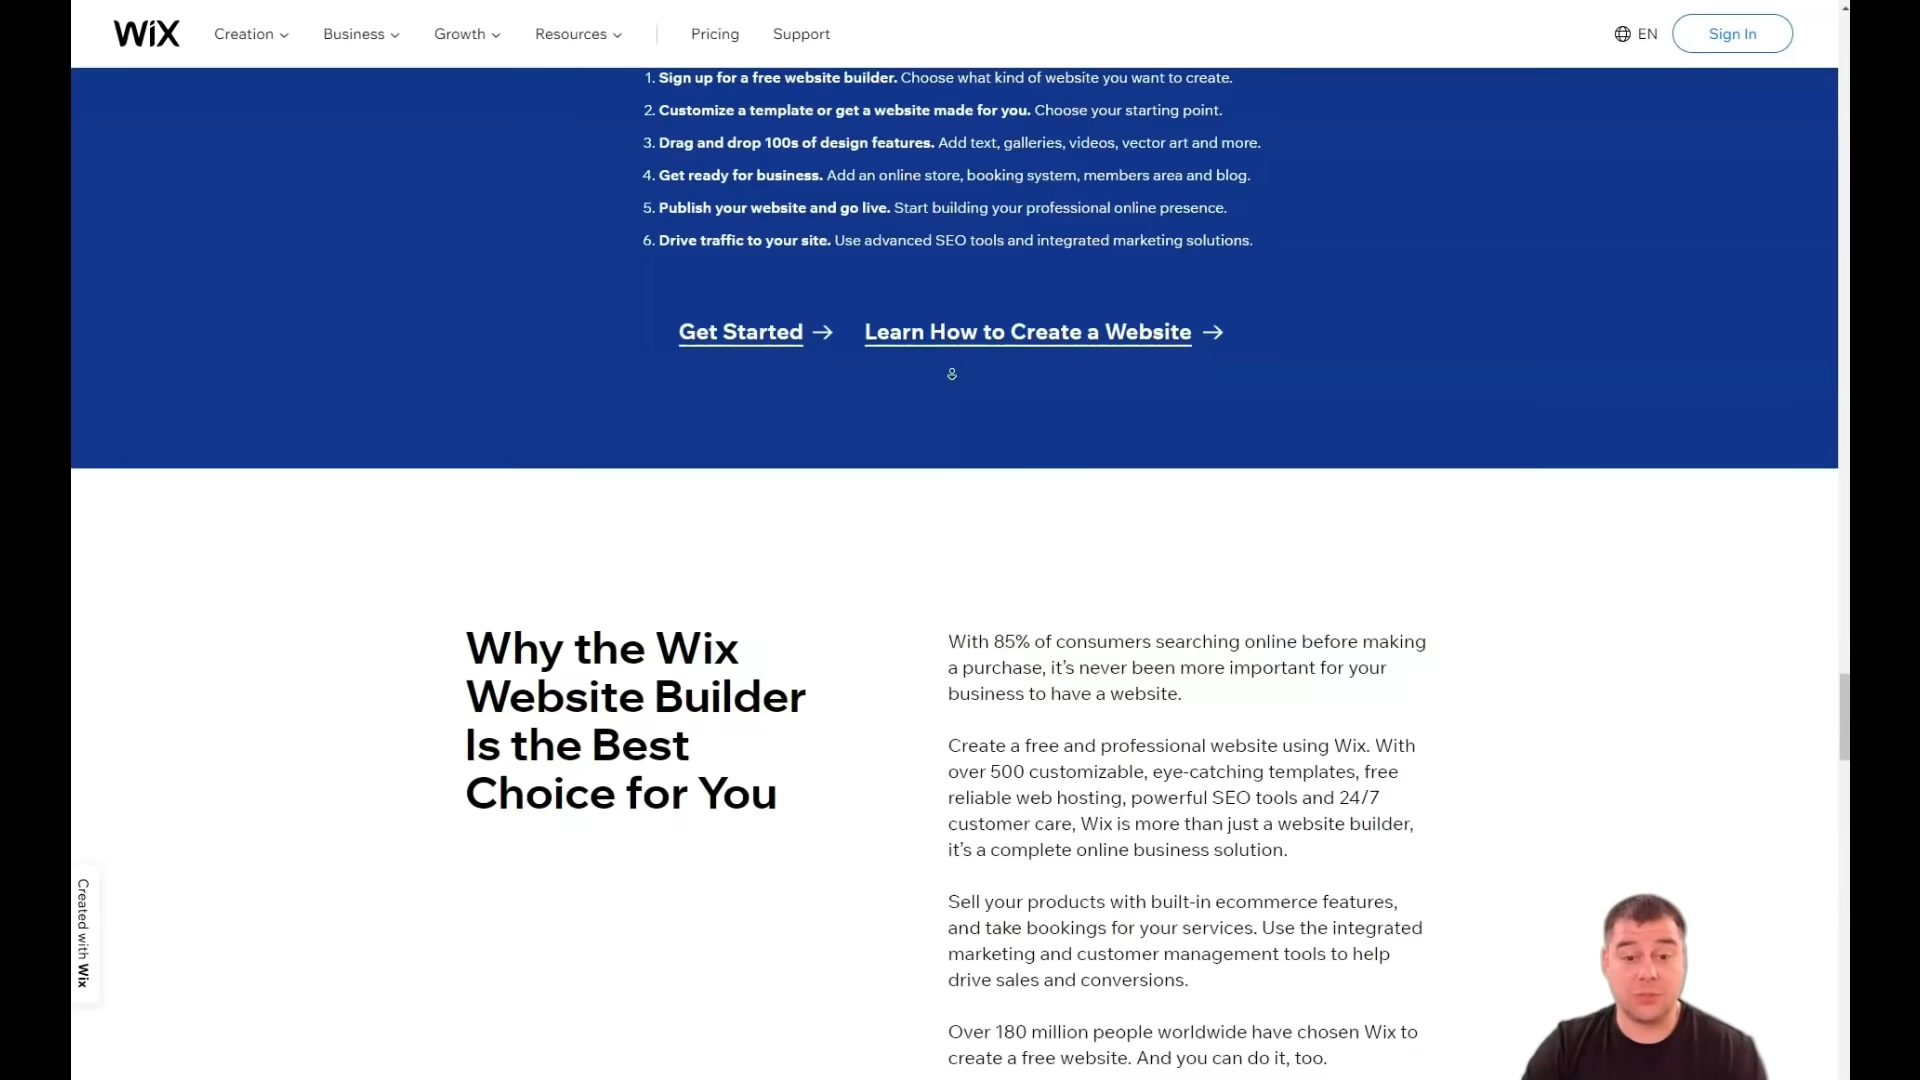 WiX Creation Business Growth Resources Pricing Support EN Sign In
1. Sign up for a free website builder. Choose what kind of website you want to create.
2. Customize a template or get a website made for you. Choose your starting point.
3. Drag and drop 100s of design features. Add text, galleries, videos, vector art and more.
4. Get ready for business. Add an online store, booking system, members area and blog.
5. Publish your website and go live. Start building your professional online presence.
6. Drive traffic to your site. Use advanced SEO tools and integrated marketing solutions.
Get Started → Learn How to Create a Website →
Why the Wix
Website Builder
Is the Best
Choice for You
With 85% of consumers searching online before making
a purchase, it’s never been more important for your
business to have a website.
Create a free and professional website using Wix. With
over 500 customizable, eye-catching templates, free
reliable web hosting, powerful SEO tools and 24/7
customer care, Wix is more than just a website builder,
it’s a complete online business solution.
Sell your products with built-in ecommerce features,
and take bookings for your services. Use the integrated
marketing and customer management tools to help
drive sales and conversions.
Over 180 million people worldwide have chosen Wix to
create a free website. And you can do it, too.
Created with Wix